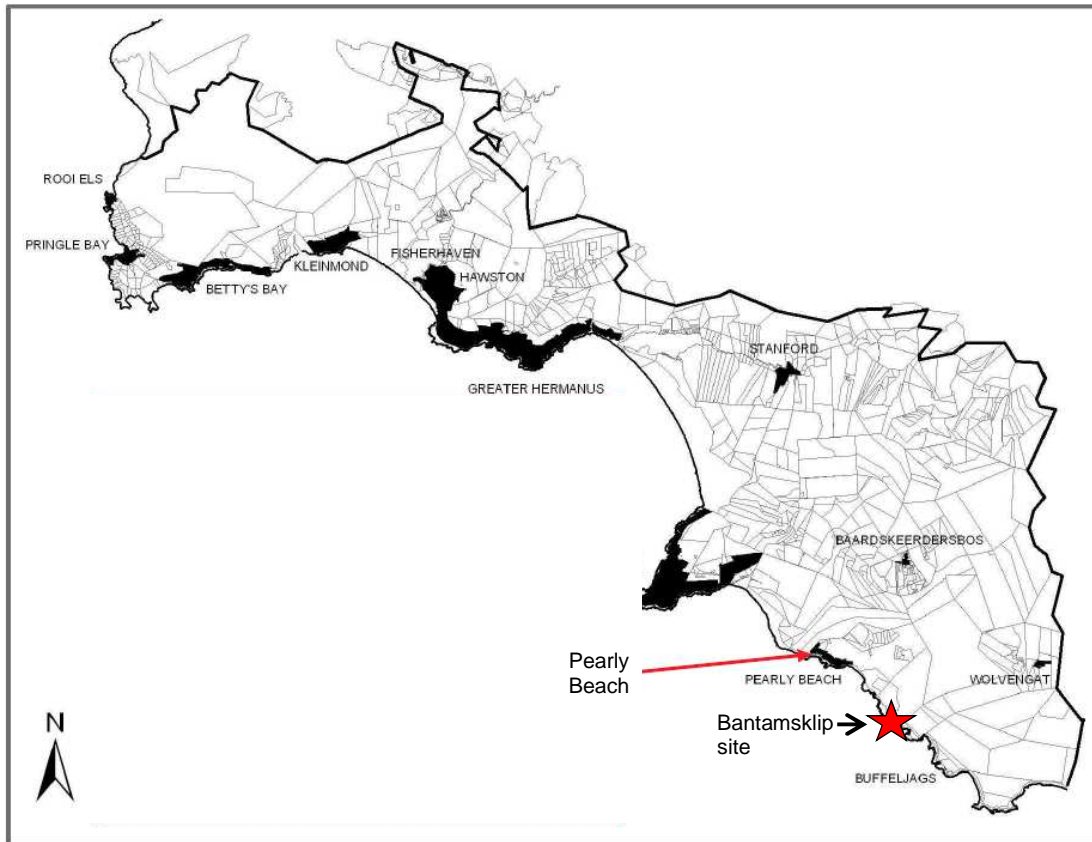 ROOI ELS
PRINGLE BAY
BETTY'S BAY
KLEINMOND
FISHERHAVEN
HAWSTON
GREATER HERMANUS
STANFORD
BAARDSKEERDERSBOS
Pearly
Beach
PEARLY BEACH
WOLVENGAT
Bantamsklip
site
BUFFELJAGS
N